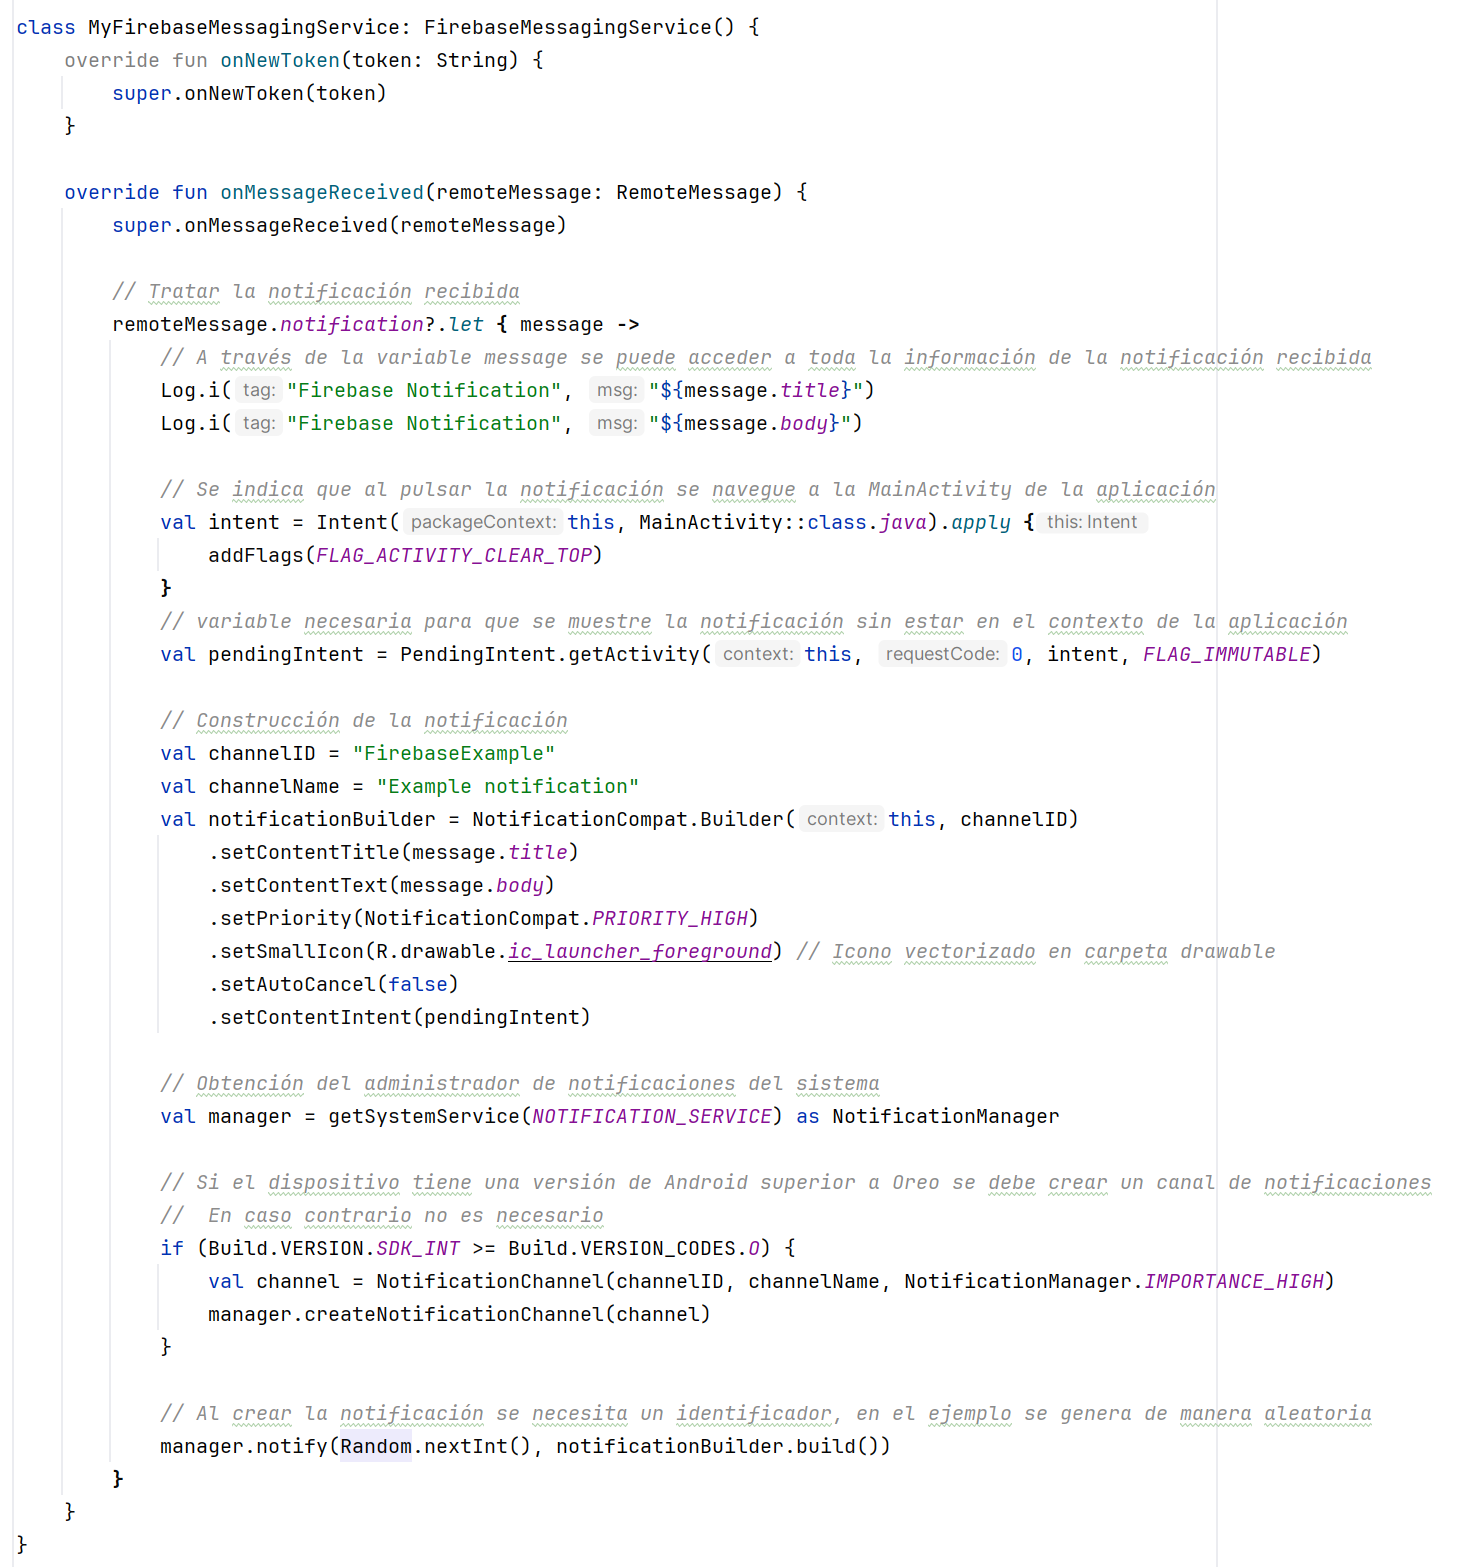 class MyFirebaseMessagingService: FirebaseMessagingService() {
    override fun onNewToken(token: String) {
        super.onNewToken(token)
    }

    override fun onMessageReceived(remoteMessage: RemoteMessage) {
        super.onMessageReceived(remoteMessage)

        // Tratar la notificación recibida
        remoteMessage.notification?.let { message ->
            // A través de la variable message se puede acceder a toda la información de la notificación recibida
            Log.i( tag: "Firebase Notification", msg: "${message.title}")
            Log.i( tag: "Firebase Notification", msg: "${message.body}")

            // Se indica que al pulsar la notificación se navegue a la MainActivity de la aplicación
            val intent = Intent( packageContext: this, MainActivity::class.java).apply { this: Intent
                addFlags(FLAG_ACTIVITY_CLEAR_TOP)
            }
            // variable necesaria para que se muestre la notificación sin estar en el contexto de la aplicación
            val pendingIntent = PendingIntent.getActivity( context: this, requestCode: 0, intent, FLAG_IMMUTABLE)

            // Construcción de la notificación
            val channelID = "FirebaseExample"
            val channelName = "Example notification"
            val notificationBuilder = NotificationCompat.Builder( context: this, channelID)
                .setContentTitle(message.title)
                .setContentText(message.body)
                .setPriority(NotificationCompat.PRIORITY_HIGH)
                .setSmallIcon(R.drawable.ic_launcher_foreground) // Icono vectorizado en carpeta drawable
                .setAutoCancel(false)
                .setContentIntent(pendingIntent)

            // Obtención del administrador de notificaciones del sistema
            val manager = getSystemService(NOTIFICATION_SERVICE) as NotificationManager

            // Si el dispositivo tiene una versión de Android superior a Oreo se debe crear un canal de notificaciones
            //  En caso contrario no es necesario
            if (Build.VERSION.SDK_INT >= Build.VERSION_CODES.O) {
                val channel = NotificationChannel(channelID, channelName, NotificationManager.IMPORTANCE_HIGH)
                manager.createNotificationChannel(channel)
            }

            // Al crear la notificación se necesita un identificador, en el ejemplo se genera de manera aleatoria
            manager.notify(Random.nextInt(), notificationBuilder.build())
        }
    }
}